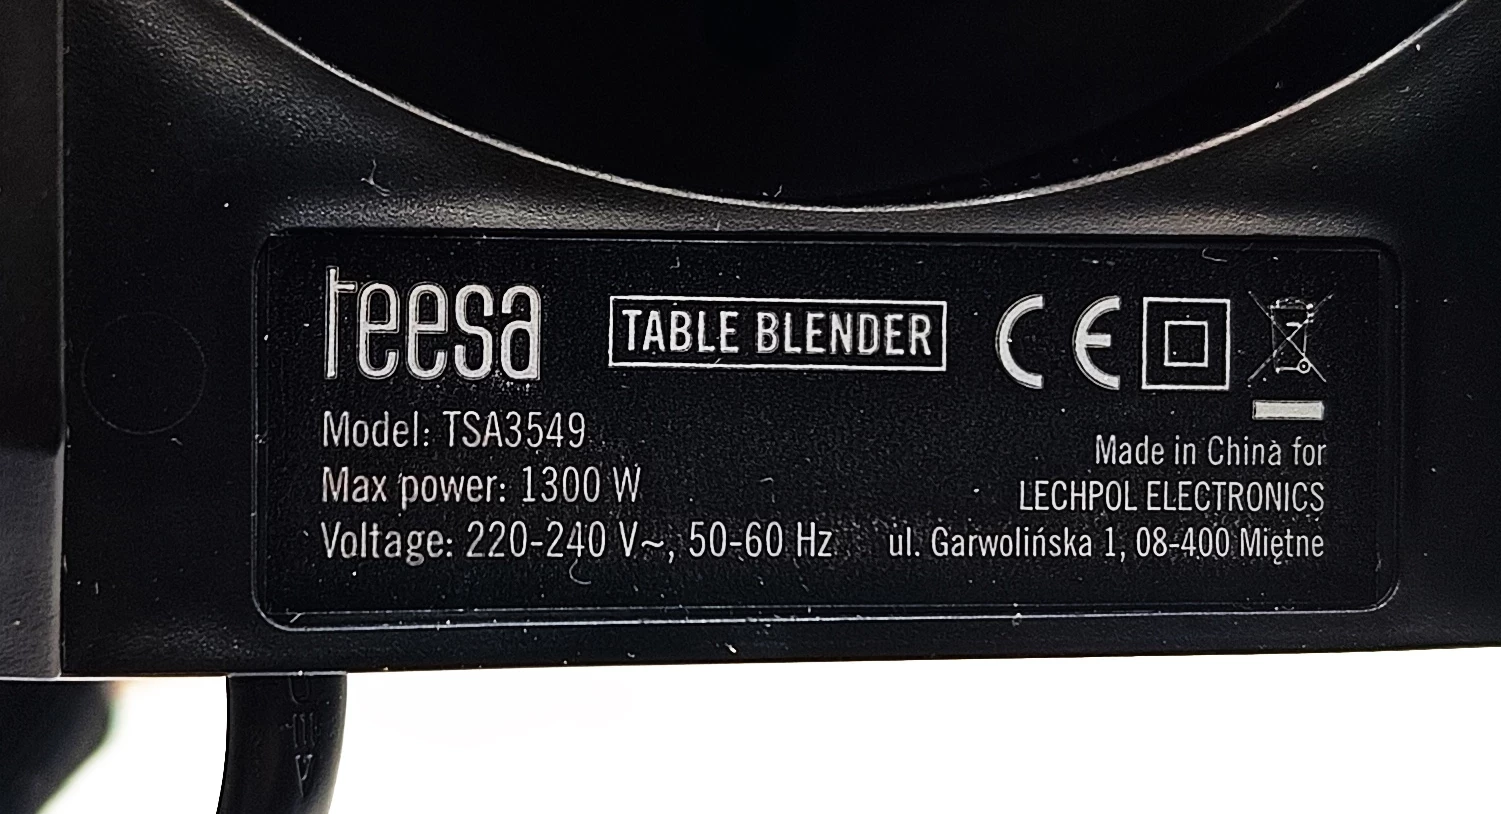 teesa
TABLE BLENDER
CE
Model: TSA3549
Max power: 1300 W
Voltage: 220-240 V~, 50-60 Hz
Made in China for
LECHPOL ELECTRONICS
ul. Garwolińska 1, 08-400 Miętne